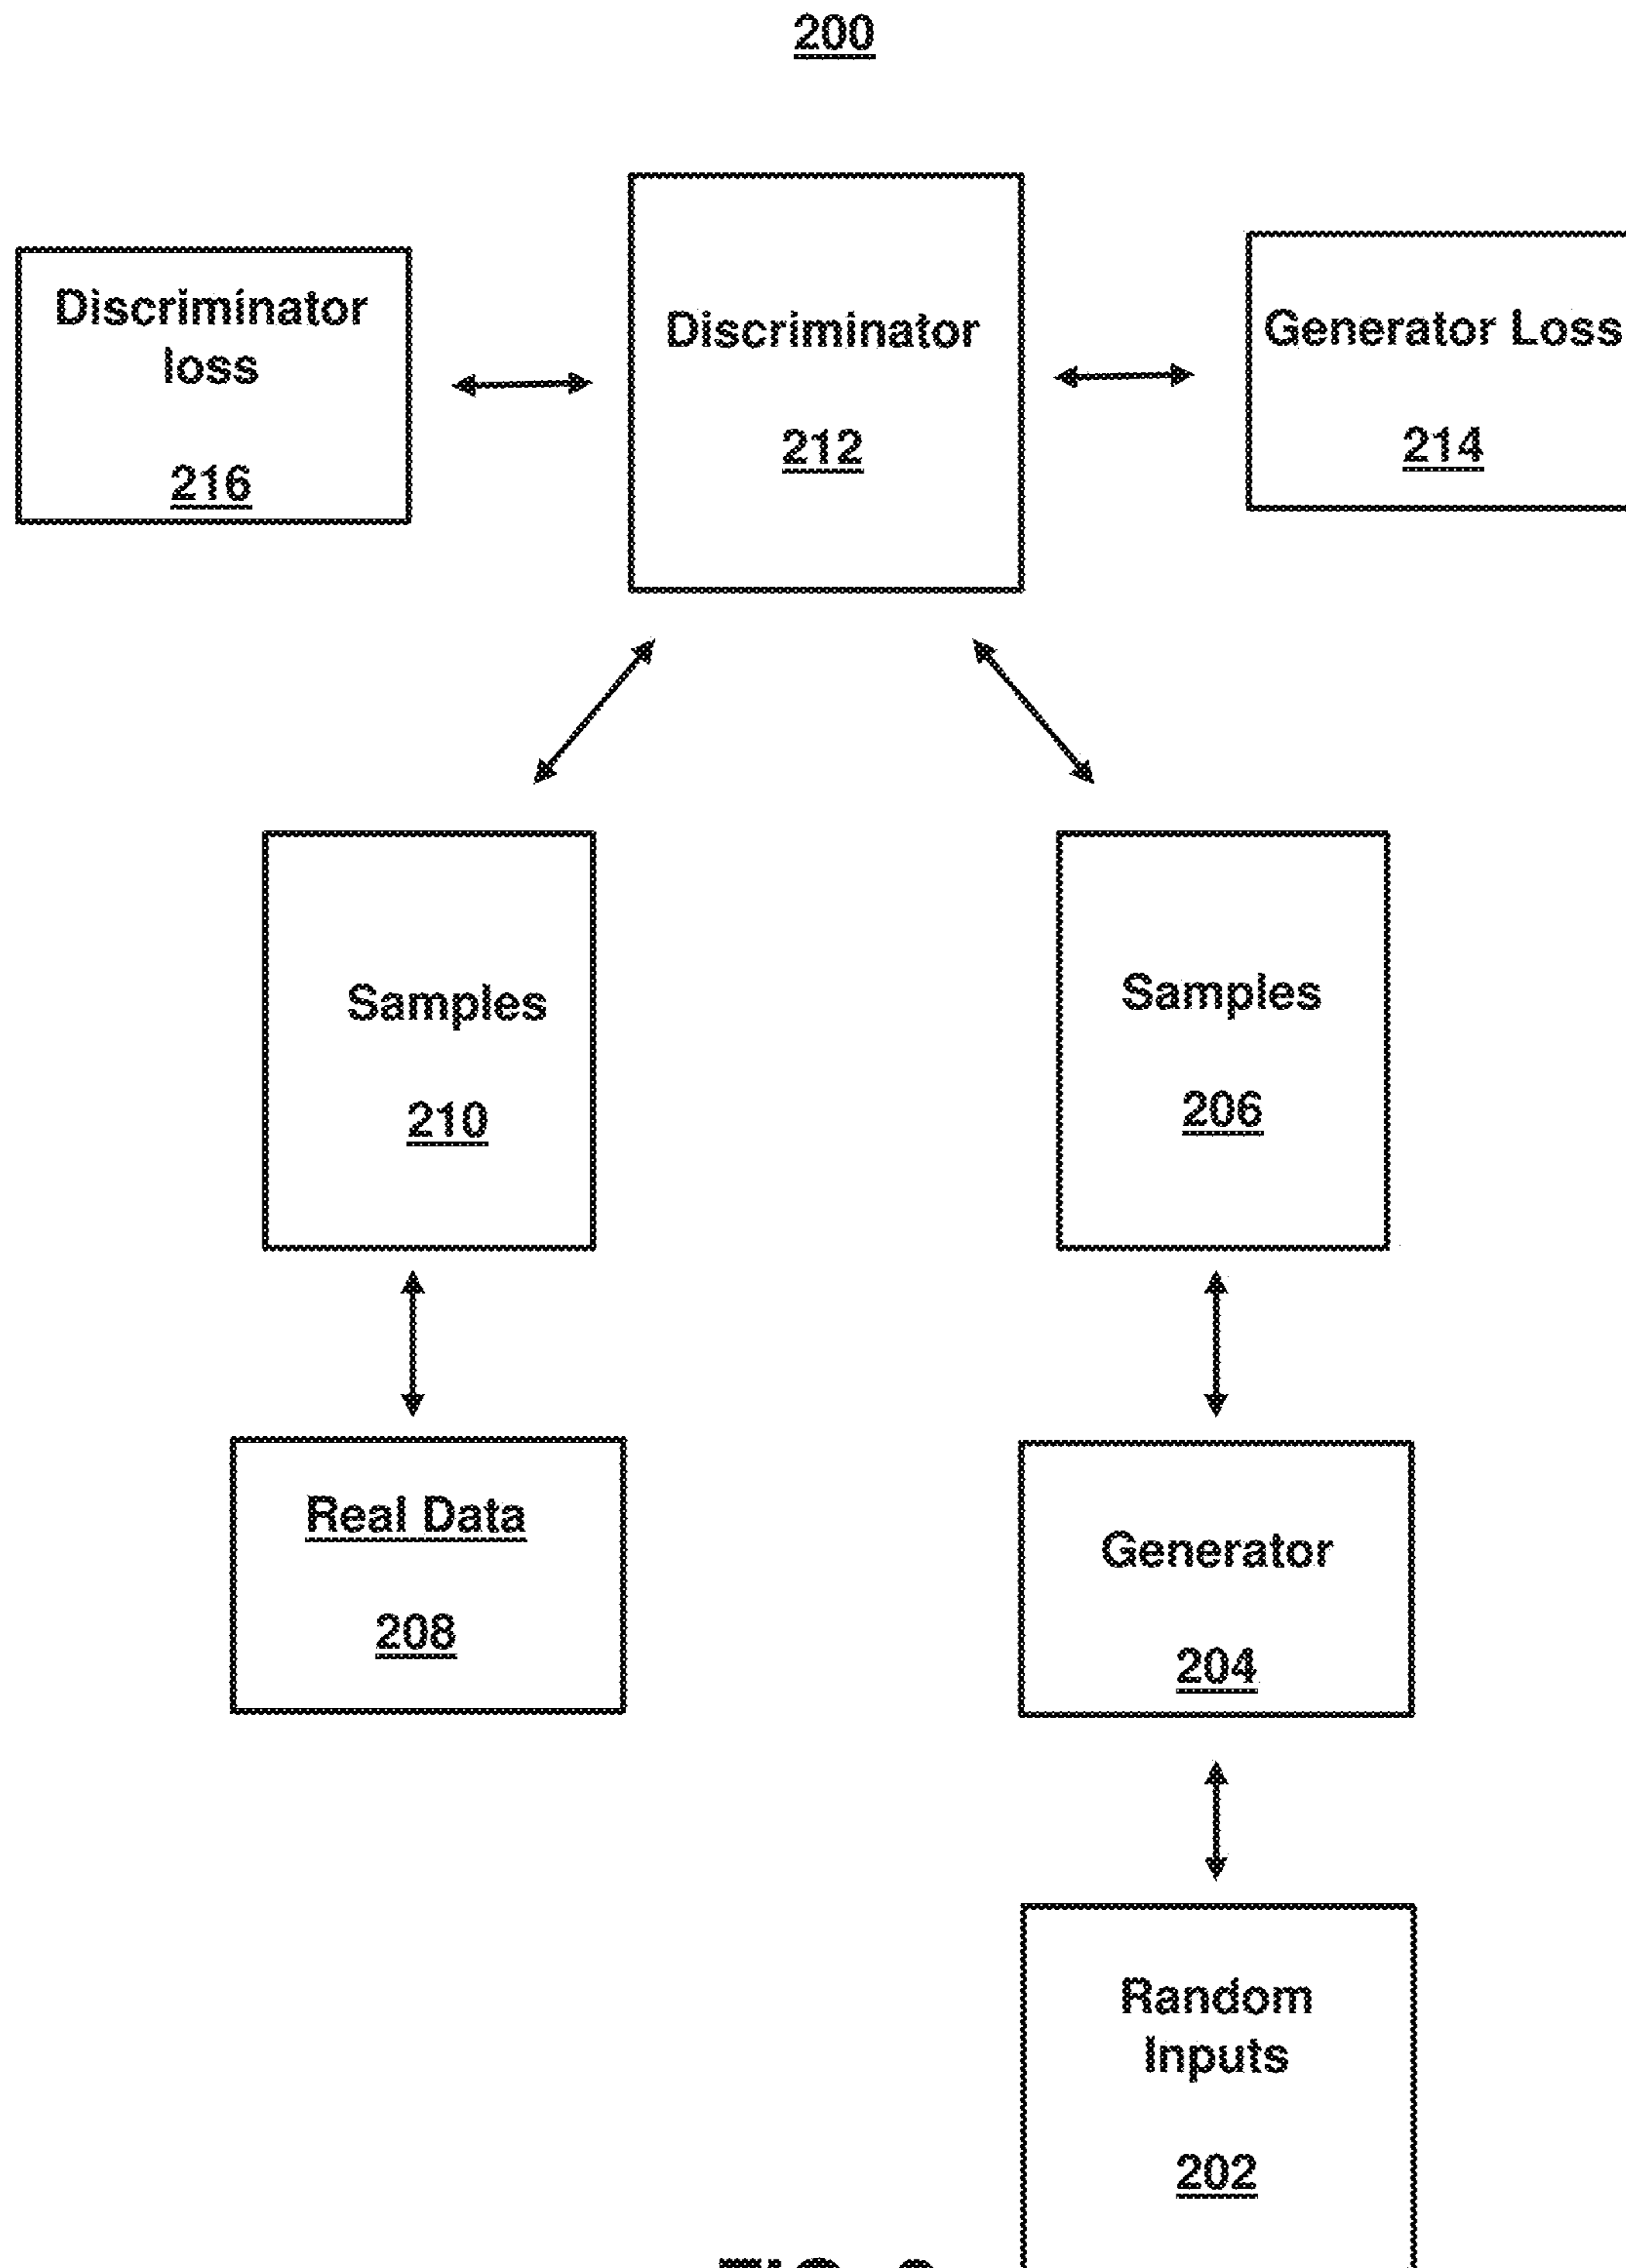 200
Discriminator
loss
216
Discriminator
212
Generator Loss
214
Samples
210
Samples
206
Real Data
208
Generator
204
Random
Inputs
202